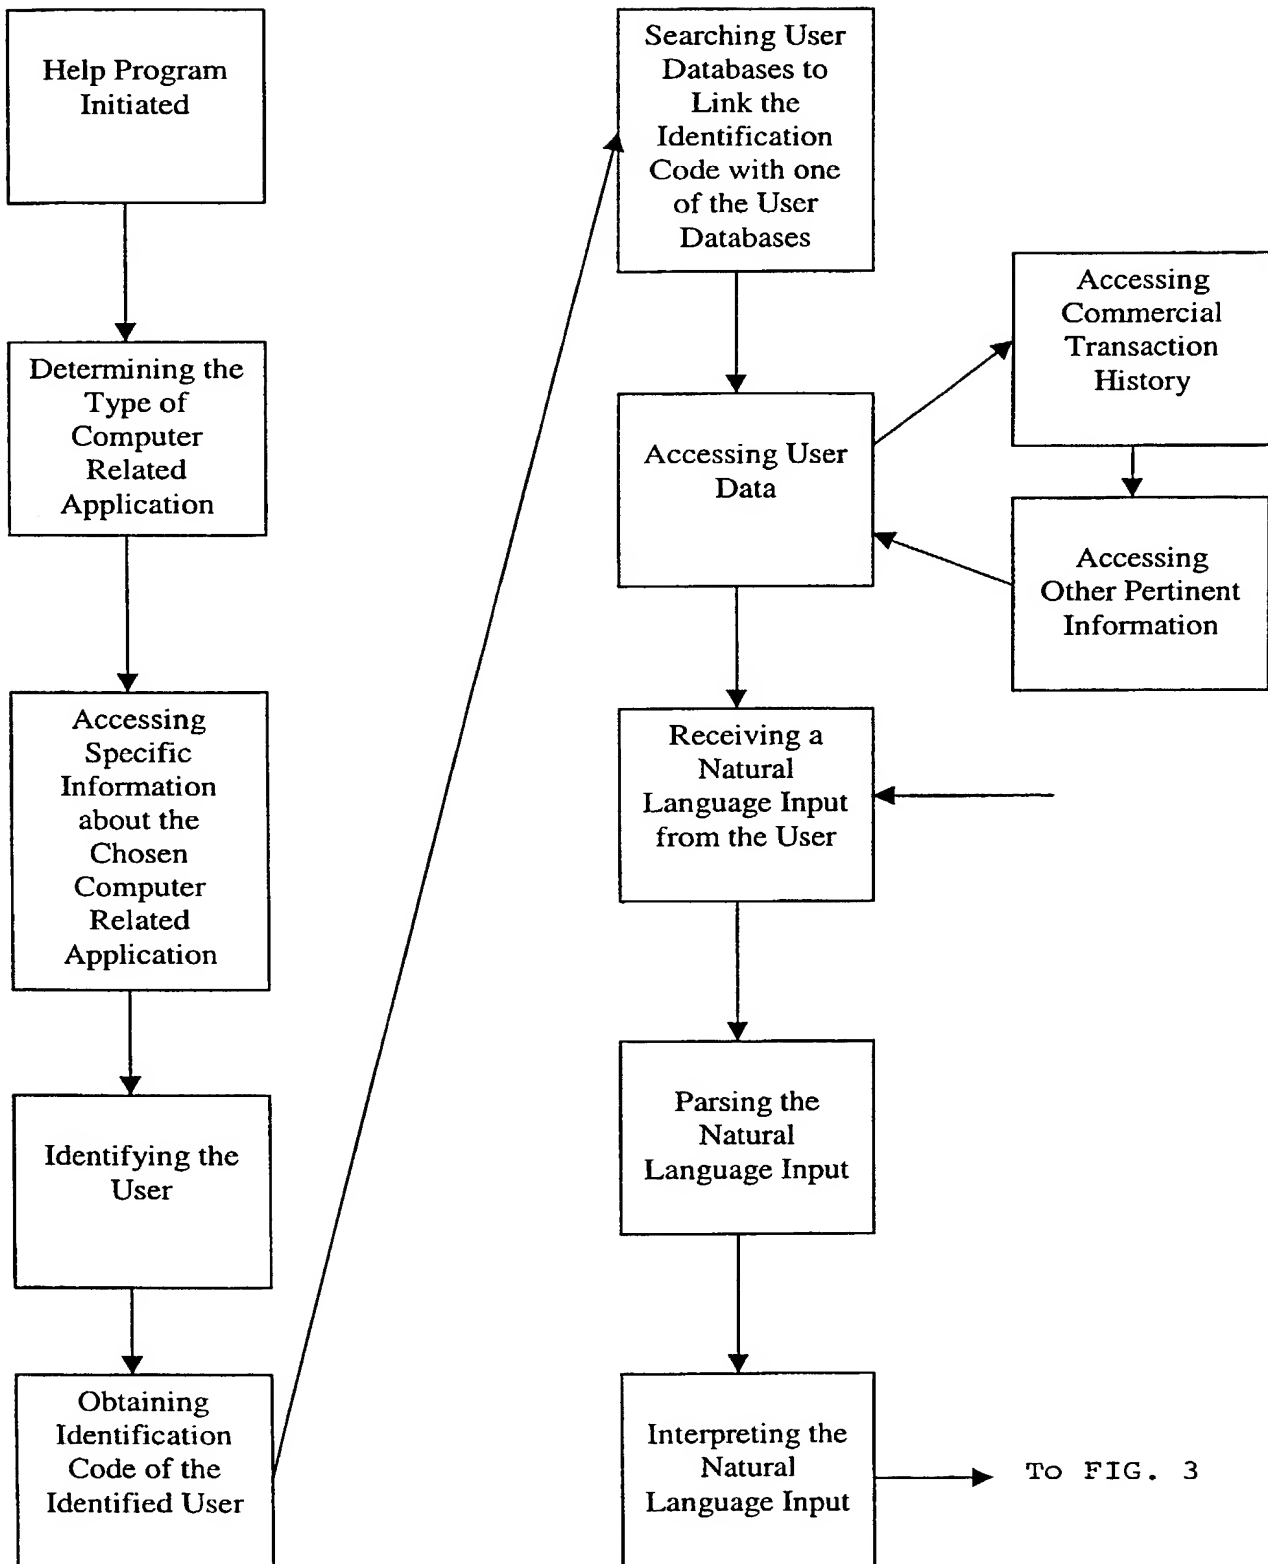 Help Program
Initiated
Determining the
Type of
Computer
Related
Application
Accessing
Specific
Information
about the
Chosen
Computer
Related
Application
Identifying the
User
Obtaining
Identification
Code of the
Identified User
Searching User
Databases to
Link the
Identification
Code with one
of the User
Databases
Accessing User
Data
Accessing
Commercial
Transaction
History
Accessing
Other Pertinent
Information
Receiving a
Natural
Language Input
from the User
Parsing the
Natural
Language Input
Interpreting the
Natural
Language Input
To FIG. 3